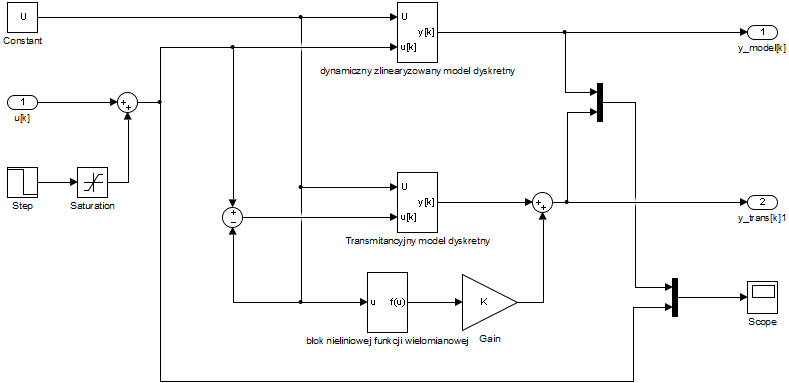 U
Constant
U
y[k]
u[k]
dynamiczny zlinearyzowany model dyskretny
1
y_model[k]
1
u[k]
+
+
Step
Saturation
+
−
U
y[k]
u[k]
Transmitancyjny model dyskretny
+
+
2
y_trans[k]1
u
f(u)
blok nieliniowej funkcji wielomianowej
K
Gain
Scope